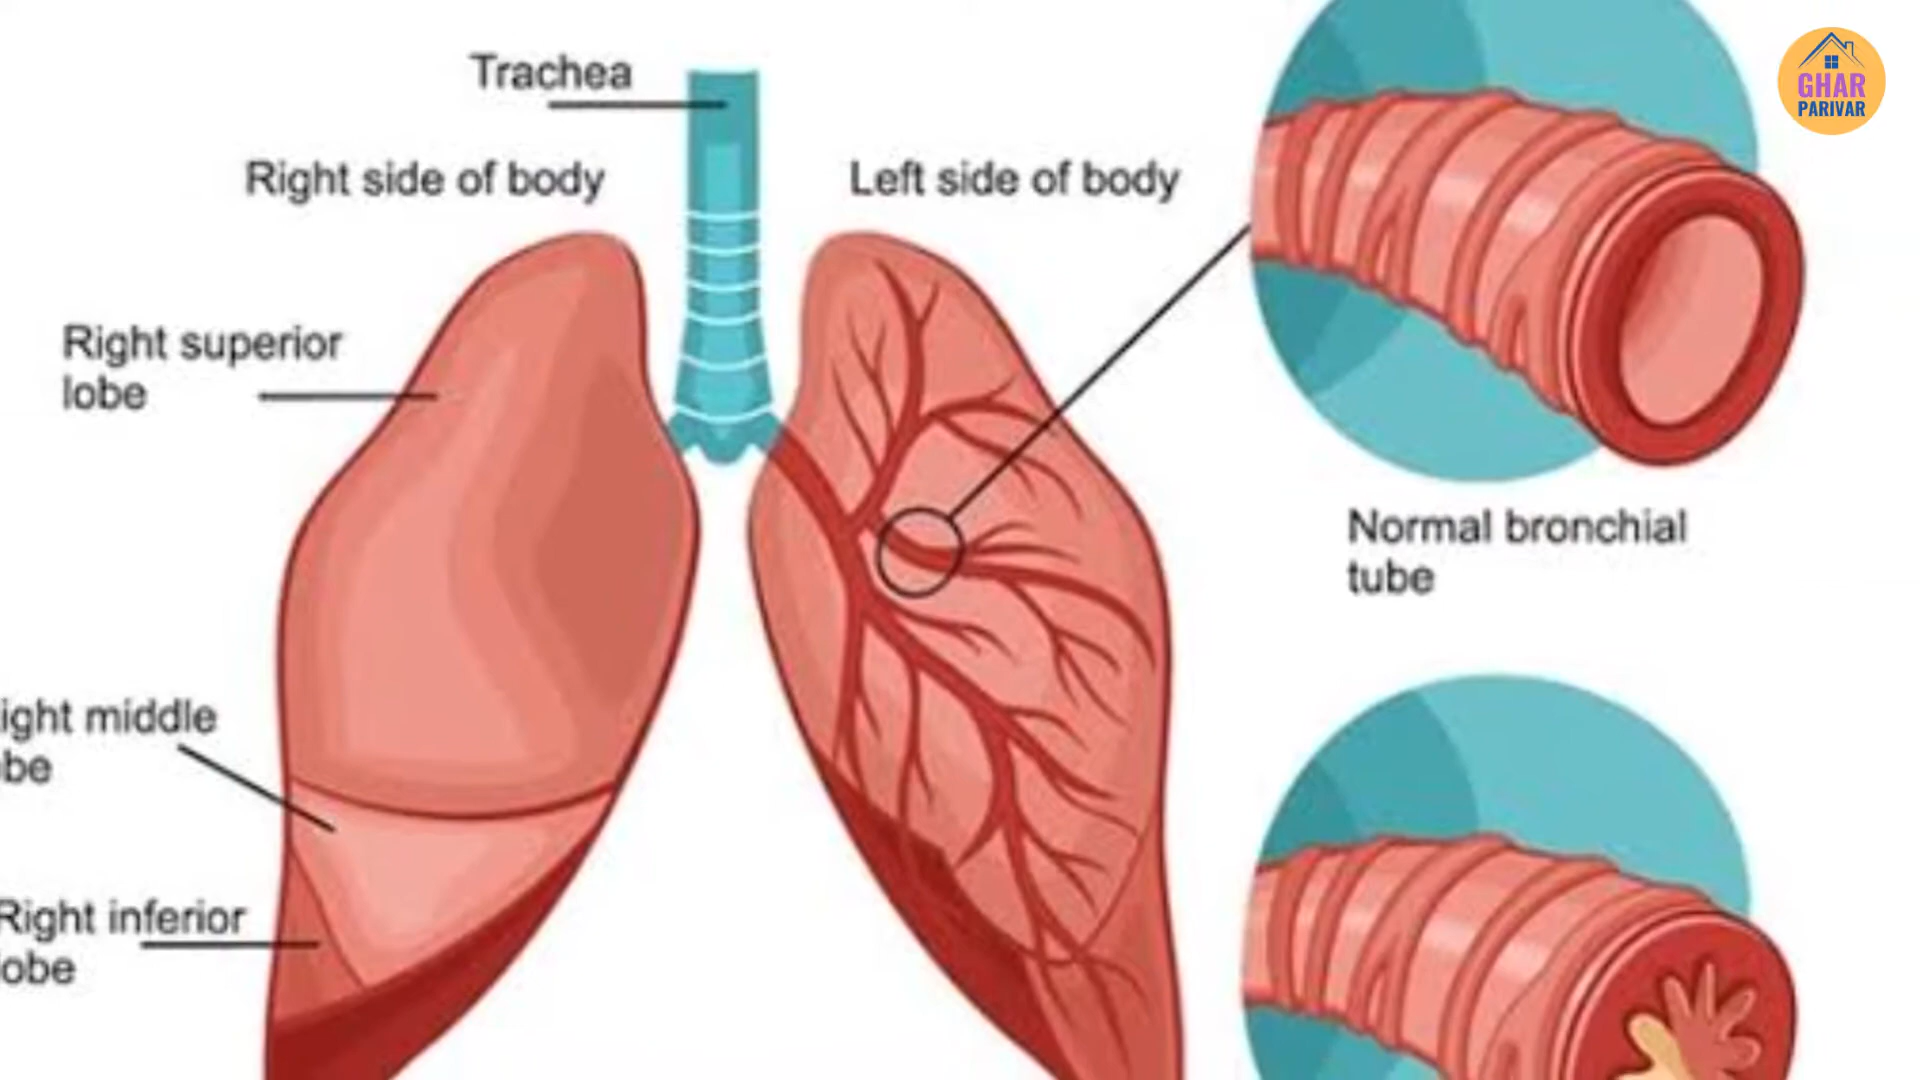 Trachea
GHAR
PARIVAR
Right side of body
Left side of body
Right superior
lobe
Normal bronchial
tube
ight middle
be
Right inferior
obe